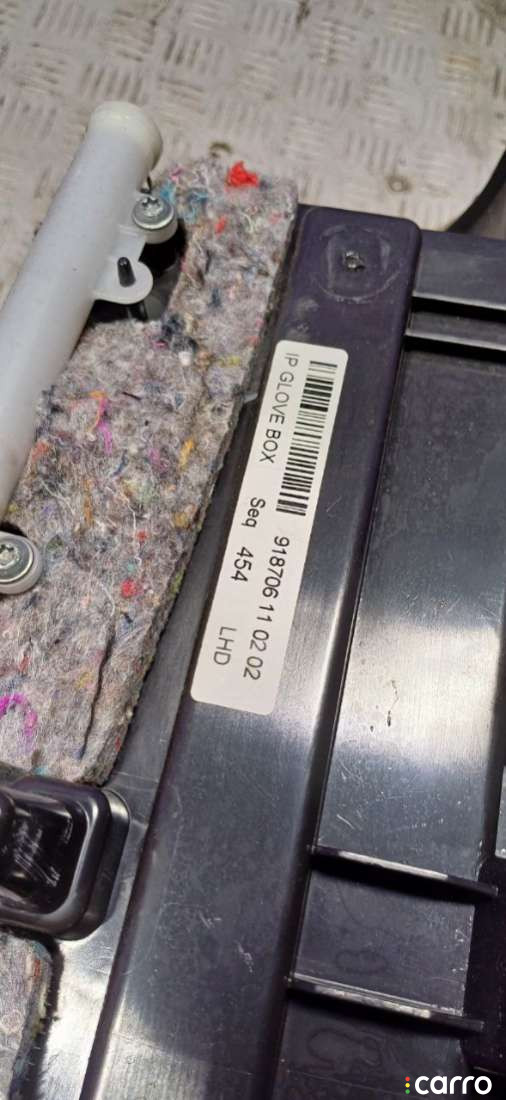 IP GLOVE BOX
918706 11 02 02
Seq 454
LHD
carro